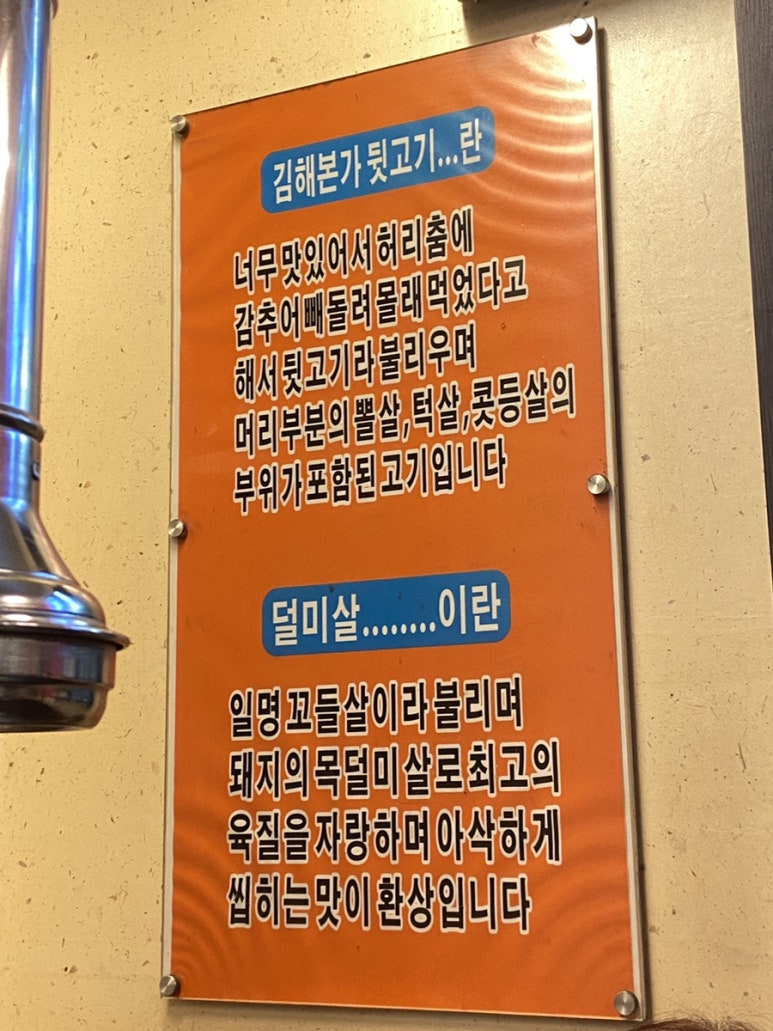 김해본가 뒷고기...란
너무 맛있어서 허리춤에
감추어 빼돌려 몰래 먹었다고
해서 뒷고기라 불리우며
머리부분의 뽈살, 턱살, 콧등살의
부위가 포함된 고기입니다
덜미살........이란
일명 꼬들살이라 불리며
돼지의 목덜미 살로 최고의
육질을 자랑하며 아삭하게
씹히는 맛이 환상입니다